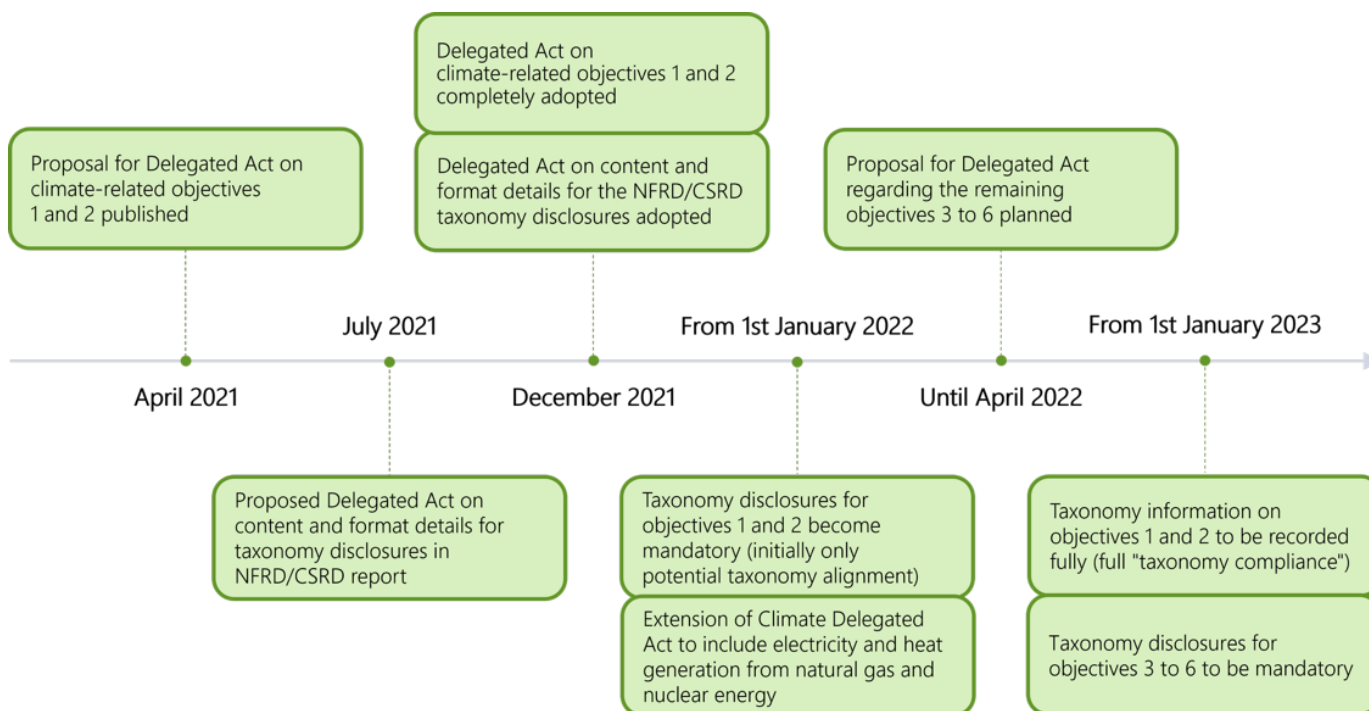 Delegated Act on
climate-related objectives 1 and 2
completely adopted
Proposal for Delegated Act on
climate-related objectives
1 and 2 published
Delegated Act on content and
format details for the NFRD/CSRD
taxonomy disclosures adopted
Proposal for Delegated Act
regarding the remaining
objectives 3 to 6 planned
July 2021
From 1st January 2022
From 1st January 2023
April 2021
December 2021
Until April 2022
Proposed Delegated Act on
content and format details for
taxonomy disclosures in
NFRD/CSRD report
Taxonomy disclosures for
objectives 1 and 2 become
mandatory (initially only
potential taxonomy alignment)
Extension of Climate Delegated
Act to include electricity and heat
generation from natural gas and
nuclear energy
Taxonomy information on
objectives 1 and 2 to be recorded
fully (full "taxonomy compliance")
Taxonomy disclosures for
objectives 3 to 6 to be mandatory